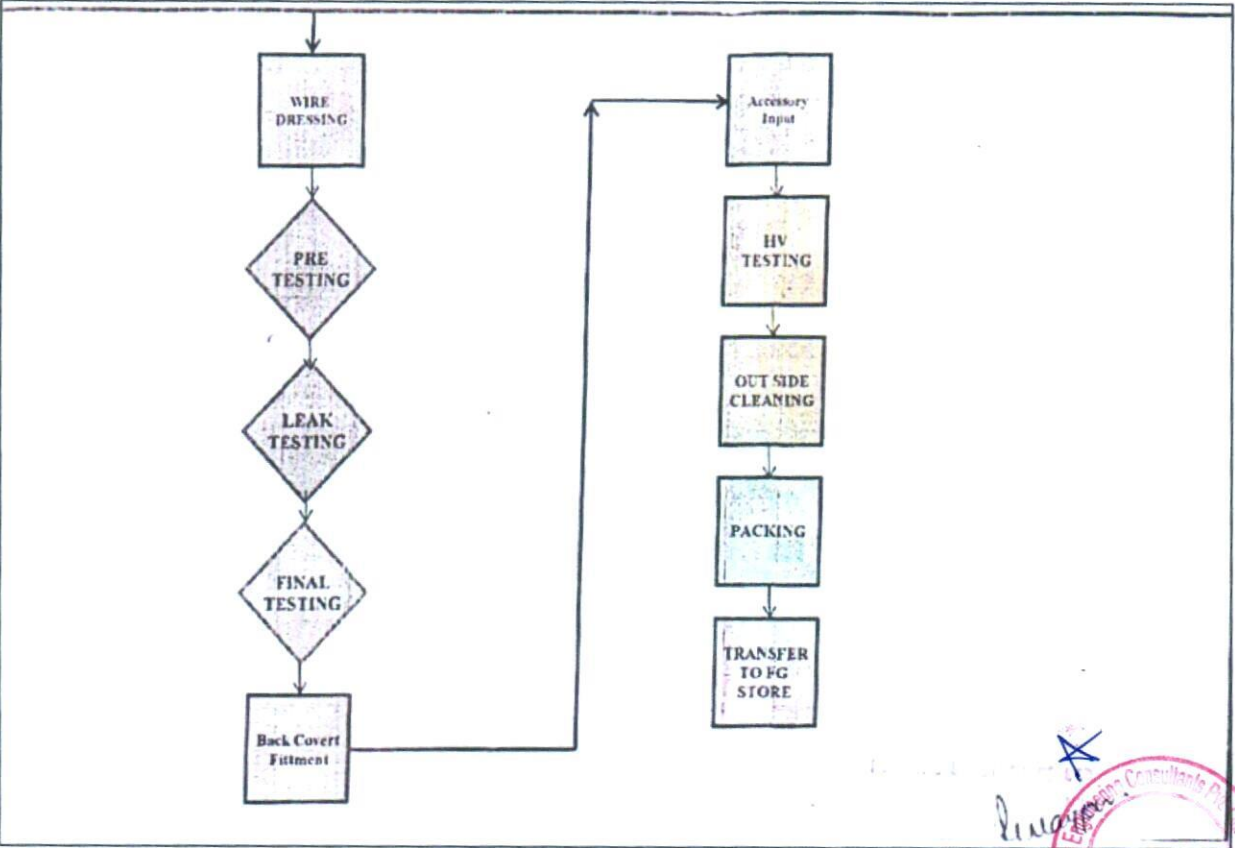 WIRE
DRESSING
PRE
TESTING
LEAK
TESTING
FINAL
TESTING
Back Covert
Fittment
Accessory
Input
HV
TESTING
OUT SIDE
CLEANING
PACKING
TRANSFER
TO FG
STORE
Consultants